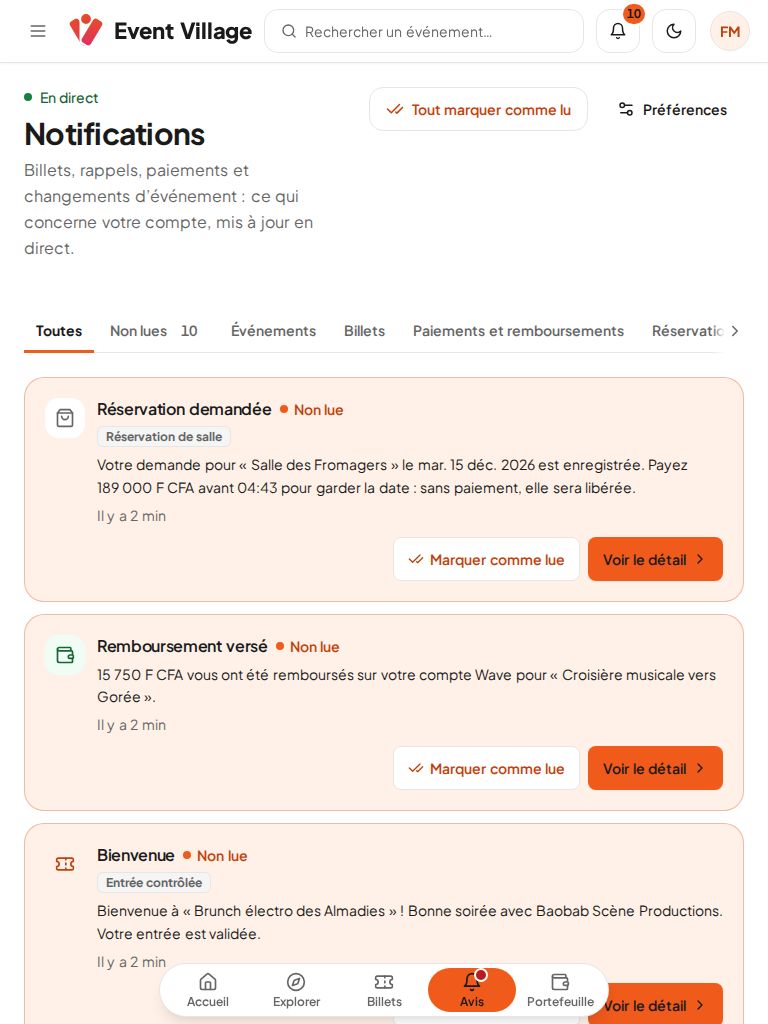 Event Village
Rechercher un événement…
10
FM
En direct
Notifications
Billets, rappels, paiements et
changements d’événement : ce qui
concerne votre compte, mis à jour en
direct.
Tout marquer comme lu
Préférences
Toutes
Non lues 10
Événements
Billets
Paiements et remboursements
Réservatio
Réservation demandée
Non lue
Réservation de salle
Votre demande pour « Salle des Fromagers » le mar. 15 déc. 2026 est enregistrée. Payez
189 000 F CFA avant 04:43 pour garder la date : sans paiement, elle sera libérée.
Il y a 2 min
Marquer comme lue
Voir le détail
Remboursement versé
Non lue
15 750 F CFA vous ont été remboursés sur votre compte Wave pour « Croisière musicale vers
Gorée ».
Il y a 2 min
Marquer comme lue
Voir le détail
Bienvenue
Non lue
Entrée contrôlée
Bienvenue à « Brunch électro des Almadies » ! Bonne soirée avec Baobab Scène Productions.
Votre entrée est validée.
Il y a 2 min
Voir le détail
Accueil
Explorer
Billets
Avis
Portefeuille